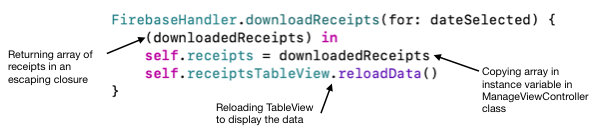 FirebaseHandler.downloadReceipts(for: dateSelected) {
(downloadedReceipts) in
self.receipts = downloadedReceipts
self.receiptsTableView.reloadData()
}
Returning array of
receipts in an
escaping closure
Copying array in
instance variable in
ManageViewController
class
Reloading TableView
to display the data